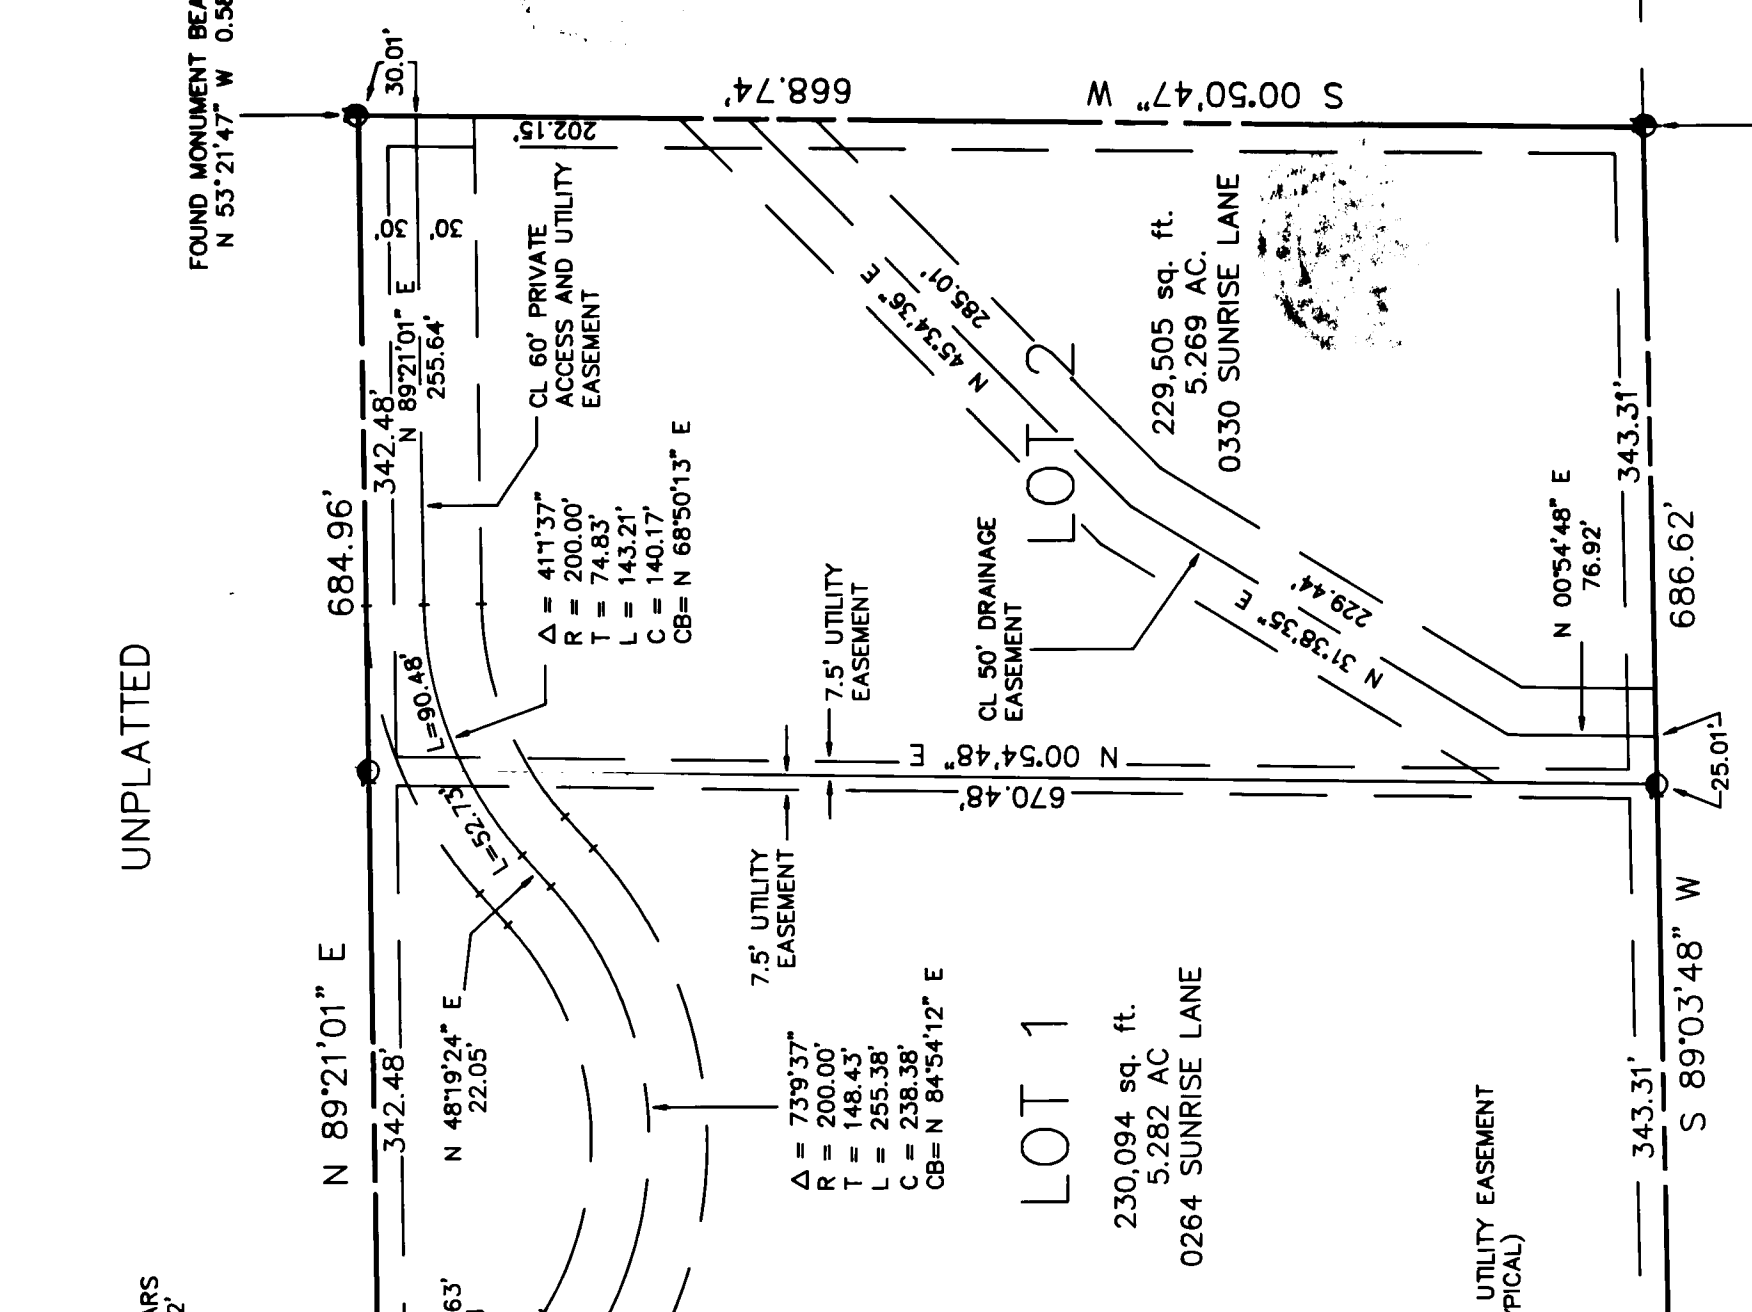 FOUND MONUMENT BEA
N 53°21'47" W 0.58
30.01'
668.74'
S 00°50'47" W
202.15'
30'
30'
N 89°21'01" E
255.64'
342.48'
684.96'
CL 60' PRIVATE
ACCESS AND UTILITY
EASEMENT
Δ = 41°11'37"
R = 200.00'
T = 74.83'
L = 143.21'
C = 140.17'
CB= N 68°50'13" E
N 45°34'36" E
285.01'
LOT 2
229,505 sq. ft.
5.269 AC.
0330 SUNRISE LANE
343.31'
686.62'
N 00°54'48" E
76.92'
CL 50' DRAINAGE
EASEMENT
N 31°38'35" E
229.44'
7.5' UTILITY
EASEMENT
L=90.48'
L=52.73'
N 00°54'48" E
670.48'
25.01'
UNPLATTED
7.5' UTILITY
EASEMENT
N 89°21'01" E
342.48'
N 48°19'24" E
22.05'
Δ = 73°9'37"
R = 200.00'
T = 148.43'
L = 255.38'
C = 238.38'
CB= N 84°54'12" E
LOT 1
230,094 sq. ft.
5.282 AC
0264 SUNRISE LANE
343.31'
S 89°03'48" W
UTILITY EASEMENT
YPICAL)
ARS
2'
63'